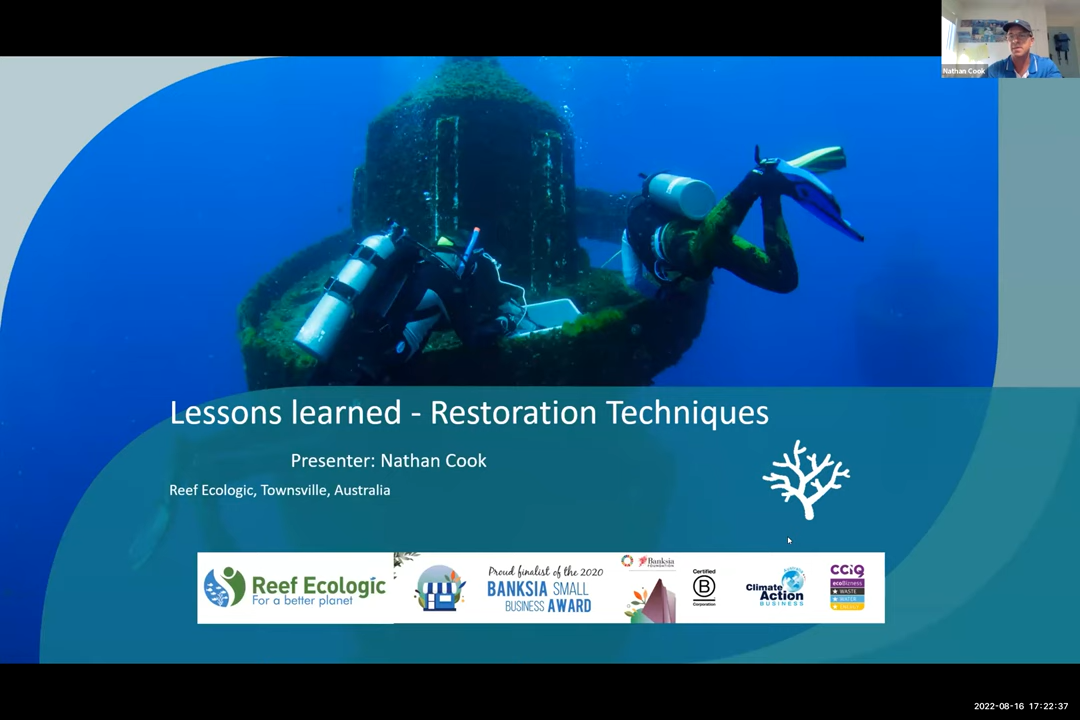 Nathan Cook
Lessons learned - Restoration Techniques
Presenter: Nathan Cook
Reef Ecologic, Townsville, Australia
Reef Ecologic
For a better planet
Proud finalist of the 2020
BANKSIA SMALL
BUSINESS AWARD
Banksia
FOUNDATION
Certified
B
Corporation
Climate
Action
BUSINESS
CCIQ
ecoBizness
WASTE
WATER
ENERGY
2022-08-16 17:22:37